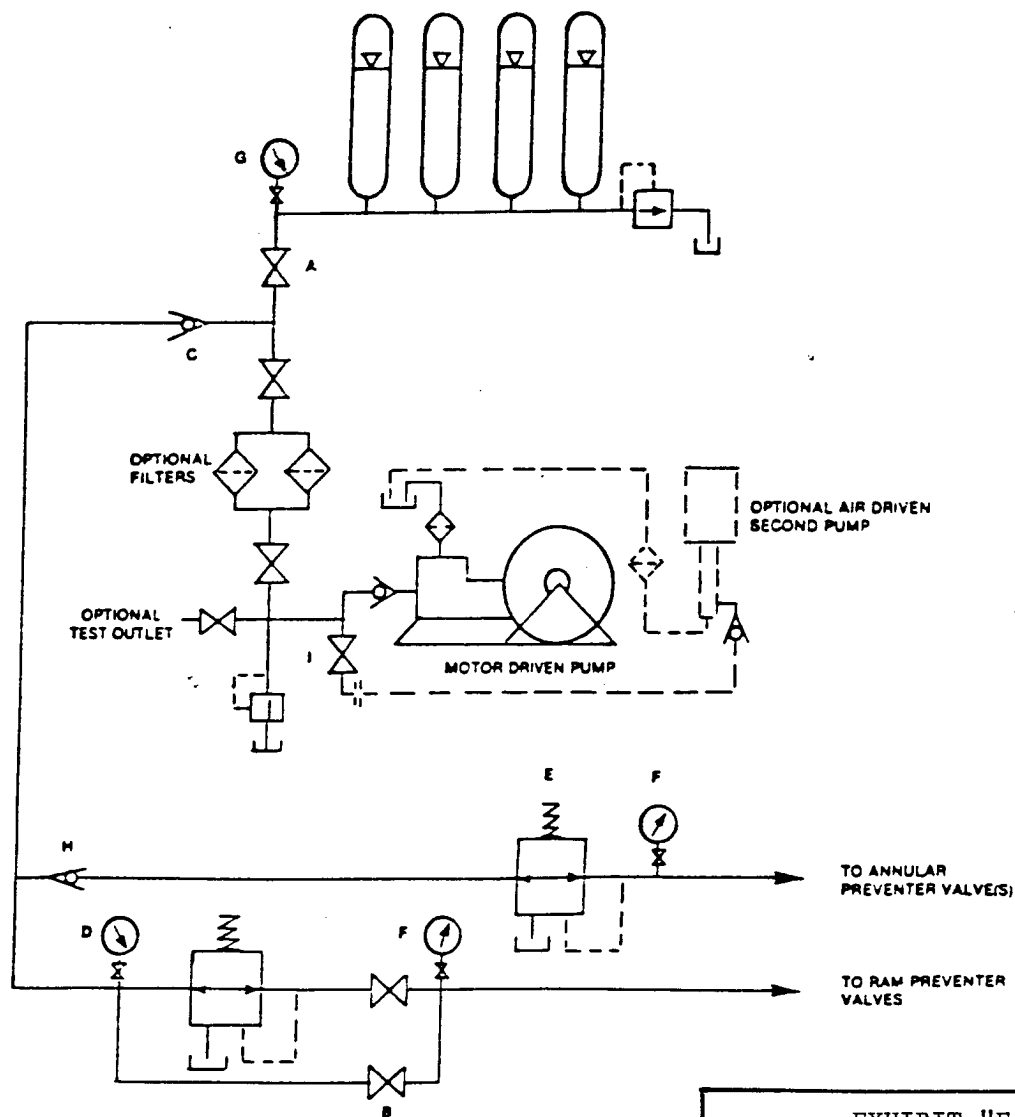 G
A
C
OPTIONAL
FILTERS
OPTIONAL AIR DRIVEN
SECOND PUMP
OPTIONAL
TEST OUTLET
I
MOTOR DRIVEN PUMP
E
F
H
TO ANNULAR
PREVENTER VALVE(S)
D
F
TO RAM PREVENTER
VALVES
B